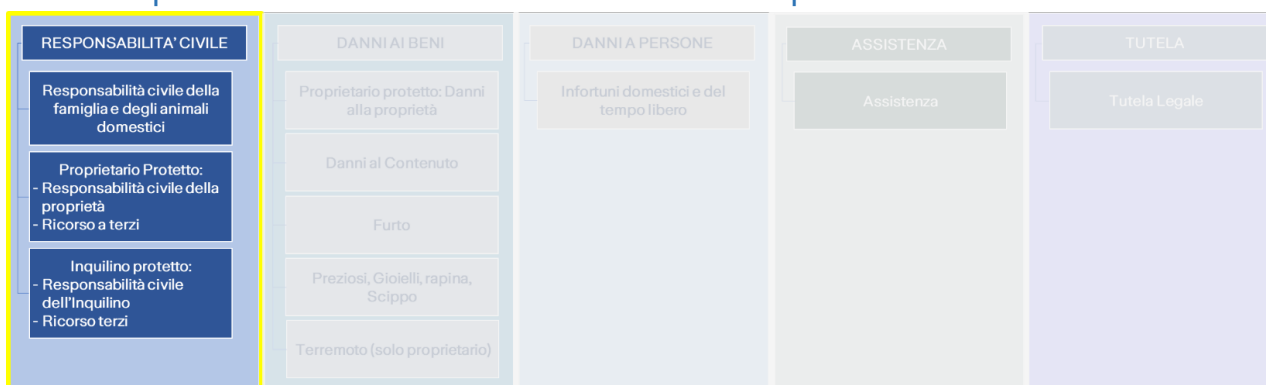 RESPONSABILITA' CIVILE
Responsabilità civile della
famiglia e degli animali
domestici
Proprietario Protetto:
- Responsabilità civile della
proprietà
- Ricorso a terzi
Inquilino protetto:
- Responsabilità civile
dell'Inquilino
- Ricorso terzi
DANNI AI BENI
Proprietario protetto: Danni
alla proprietà
Danni al Contenuto
Furto
Preziosi, Gioielli, rapina,
Scippo
Terremoto (solo proprietario)
DANNI A PERSONE
Infortuni domestici e del
tempo libero
ASSISTENZA
Assistenza
TUTELA
Tutela Legale